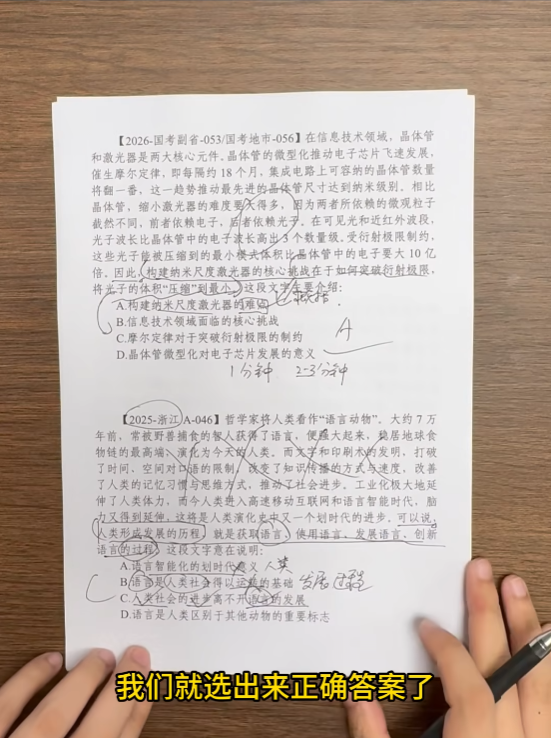 【2026-国考副省-053/国考地市-056】在信息技术领域，晶体管
和激光器是两大核心元件。晶体管的微型化推动电子芯片飞速发展，
催生摩尔定律，即每隔约 18 个月，集成电路上可容纳的晶体管数量
将翻一番，这一趋势推动最先进的晶体管尺寸达到纳米级别。相比
晶体管，缩小激光器的难度要大得多，因为两者所依赖的微观粒子
截然不同，前者依赖电子，后者依赖光子。在可见光和近红外波段，
光子波长比晶体管中的电子波长高出 3 个数量级。受衍射极限制约，
这些光子能被压缩到的最小模式体积比晶体管中的电子要大 10 亿
倍。因此，构建纳米尺度激光器的核心挑战在于如何突破衍射极限，
将光子的体积“压缩”到最小。这段文字主要介绍：
A.构建纳米尺度激光器的难点
B.信息技术领域面临的核心挑战
C.摩尔定律对于突破衍射极限的制约
A
D.晶体管微型化对电子芯片发展的意义
1分钟 2-3分钟
【2025-浙江 A-046】哲学家将人类看作“语言动物”。大约 7 万
年前，常被野兽捕食的智人获得了语言，便强大起来，稳居地球食
物链的最高端，演化为今天的人类。而文字和印刷术的发明，打破
了时间、空间对口语的限制，改变了知识传播的方式与速度，改善
了人类的记忆习惯与思维方式，推动了社会进步。工业化极大地延
伸了人类体力，而今人类进入高速移动互联网和语言智能时代，脑
力又得到延伸，这将是人类演化史中又一个划时代的进步。可以说，
人类形成发展的历程，就是获取语言、使用语言、发展语言、创新
语言的过程。这段文字意在说明：
A.语言智能化的划时代意义 人类
B.语言是人类社会得以运转的基础 发展 过程
C.人类社会的进步离不开语言的发展
D.语言是人类区别于其他动物的重要标志
我们就选出来正确答案了